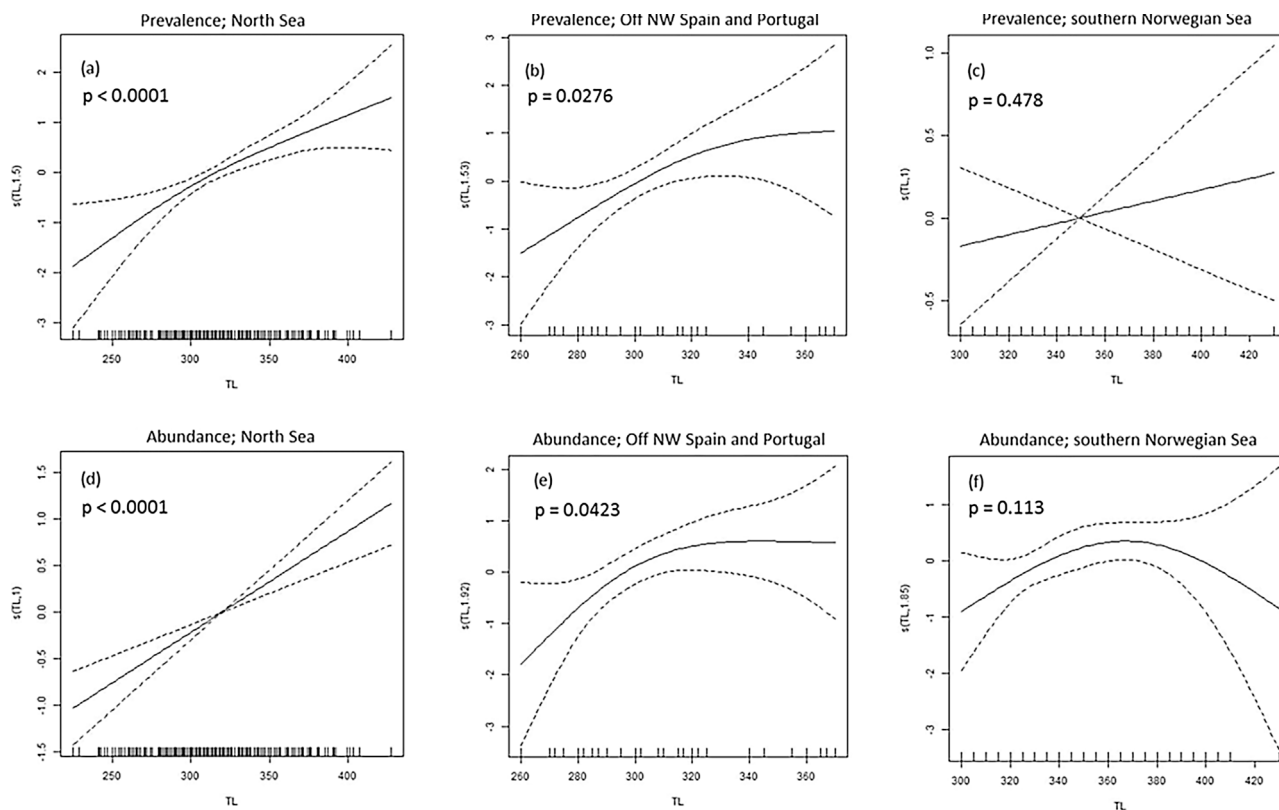 Prevalence; North Sea
(a)
p < 0.0001
s(TL,1.5)
2
1
0
-1
-2
-3
250
300
350
400
TL
Prevalence; Off NW Spain and Portugal
(b)
p = 0.0276
s(TL,1.53)
3
2
1
0
-1
-2
-3
260
280
300
320
340
360
TL
Prevalence; southern Norwegian Sea
(c)
p = 0.478
s(TL,1)
1.0
0.5
0.0
-0.5
300
320
340
360
380
400
420
TL
Abundance; North Sea
(d)
p < 0.0001
s(TL,1)
1.5
1.0
0.5
0.0
-0.5
-1.0
-1.5
250
300
350
400
TL
Abundance; Off NW Spain and Portugal
(e)
p = 0.0423
s(TL,1.92)
2
1
0
-1
-2
-3
260
280
300
320
340
360
TL
Abundance; southern Norwegian Sea
(f)
p = 0.113
s(TL,1.85)
1
0
-1
-2
-3
300
320
340
360
380
400
420
TL